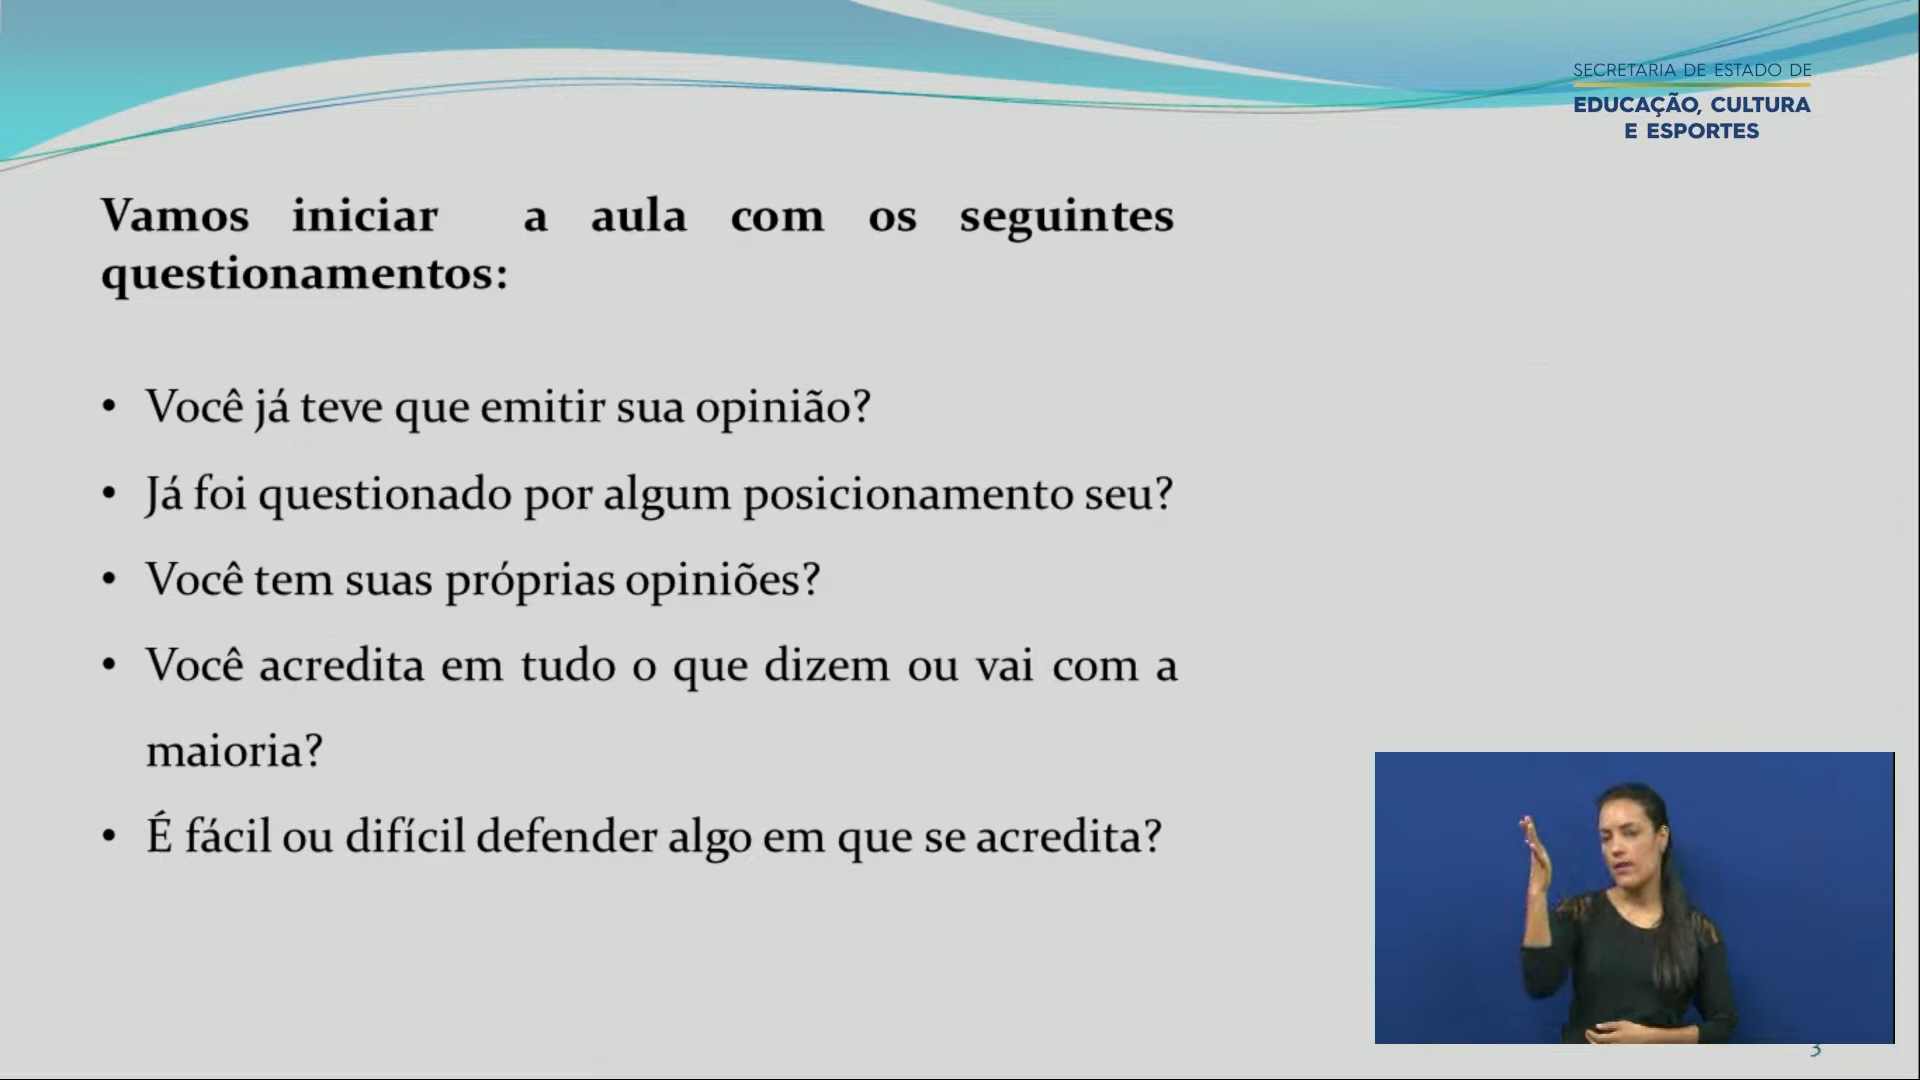 SECRETARIA DE ESTADO DE
EDUCAÇÃO, CULTURA
E ESPORTES
Vamos iniciar a aula com os seguintes
questionamentos:
• Você já teve que emitir sua opinião?
• Já foi questionado por algum posicionamento seu?
• Você tem suas próprias opiniões?
• Você acredita em tudo o que dizem ou vai com a
maioria?
• É fácil ou difícil defender algo em que se acredita?
3